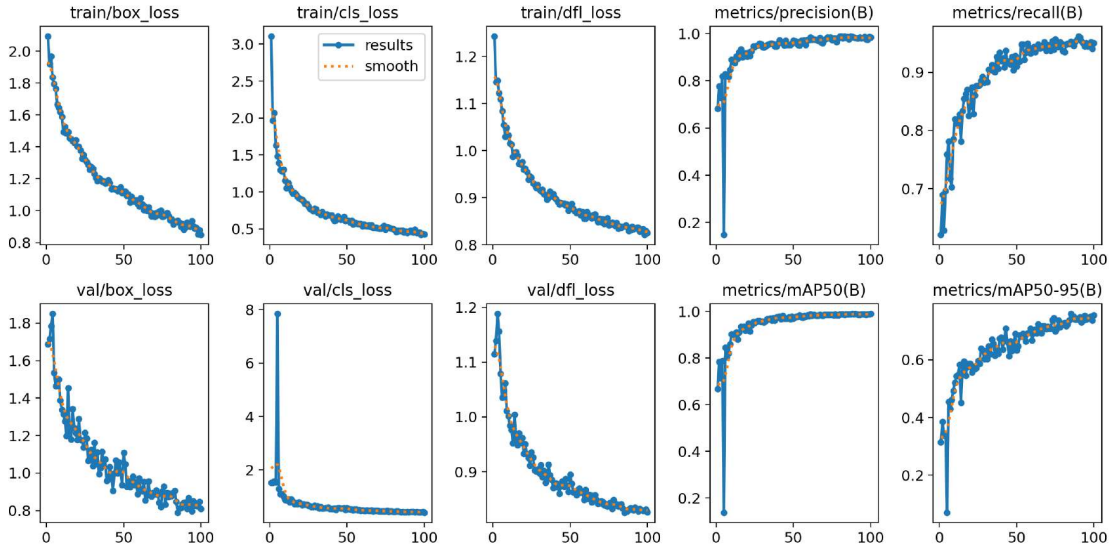 train/box_loss
2.0
1.8
1.6
1.4
1.2
1.0
0.8
0 50 100
train/cls_loss
results
smooth
3.0
2.5
2.0
1.5
1.0
0.5
0 50 100
train/dfl_loss
1.2
1.1
1.0
0.9
0.8
0 50 100
metrics/precision(B)
1.0
0.8
0.6
0.4
0.2
0 50 100
metrics/recall(B)
0.9
0.8
0.7
0 50 100
val/box_loss
1.8
1.6
1.4
1.2
1.0
0.8
0 50 100
val/cls_loss
8
6
4
2
0 50 100
val/dfl_loss
1.2
1.1
1.0
0.9
0 50 100
metrics/mAP50(B)
1.0
0.8
0.6
0.4
0.2
0 50 100
metrics/mAP50-95(B)
0.6
0.4
0.2
0 50 100